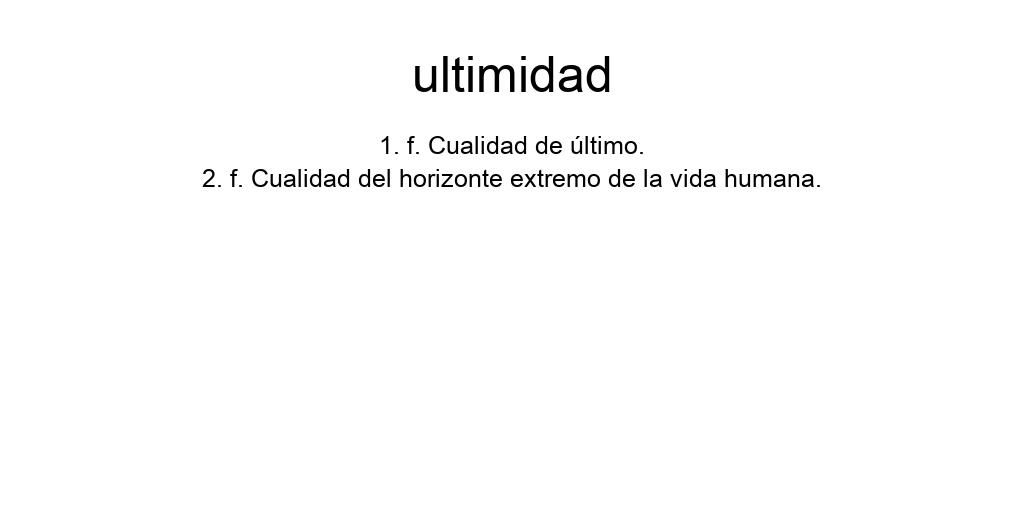 ultimidad
1. f. Cualidad de último.
2. f. Cualidad del horizonte extremo de la vida humana.